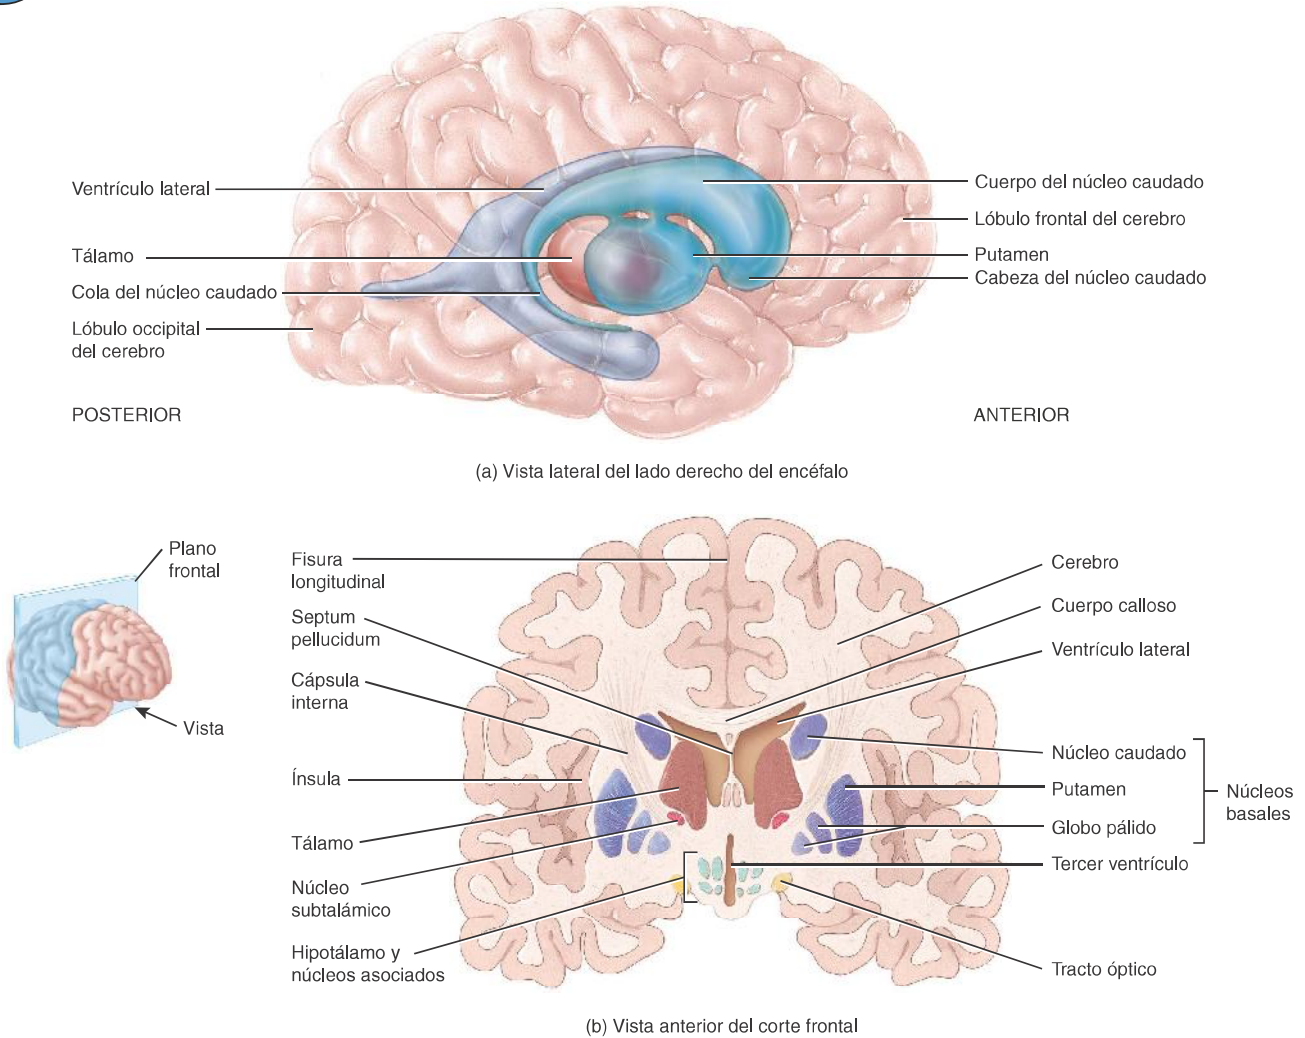 Ventrículo lateral
Tálamo
Cola del núcleo caudado
Lóbulo occipital
del cerebro
POSTERIOR
Cuerpo del núcleo caudado
Lóbulo frontal del cerebro
Putamen
Cabeza del núcleo caudado
ANTERIOR
(a) Vista lateral del lado derecho del encéfalo
Plano
frontal
Vista
Fisura
longitudinal
Septum
pellucidum
Cápsula
interna
Ínsula
Tálamo
Núcleo
subtalámico
Hipotálamo y
núcleos asociados
Cerebro
Cuerpo calloso
Ventrículo lateral
Núcleo caudado
Putamen
Globo pálido
Núcleos
basales
Tercer ventrículo
Tracto óptico
(b) Vista anterior del corte frontal